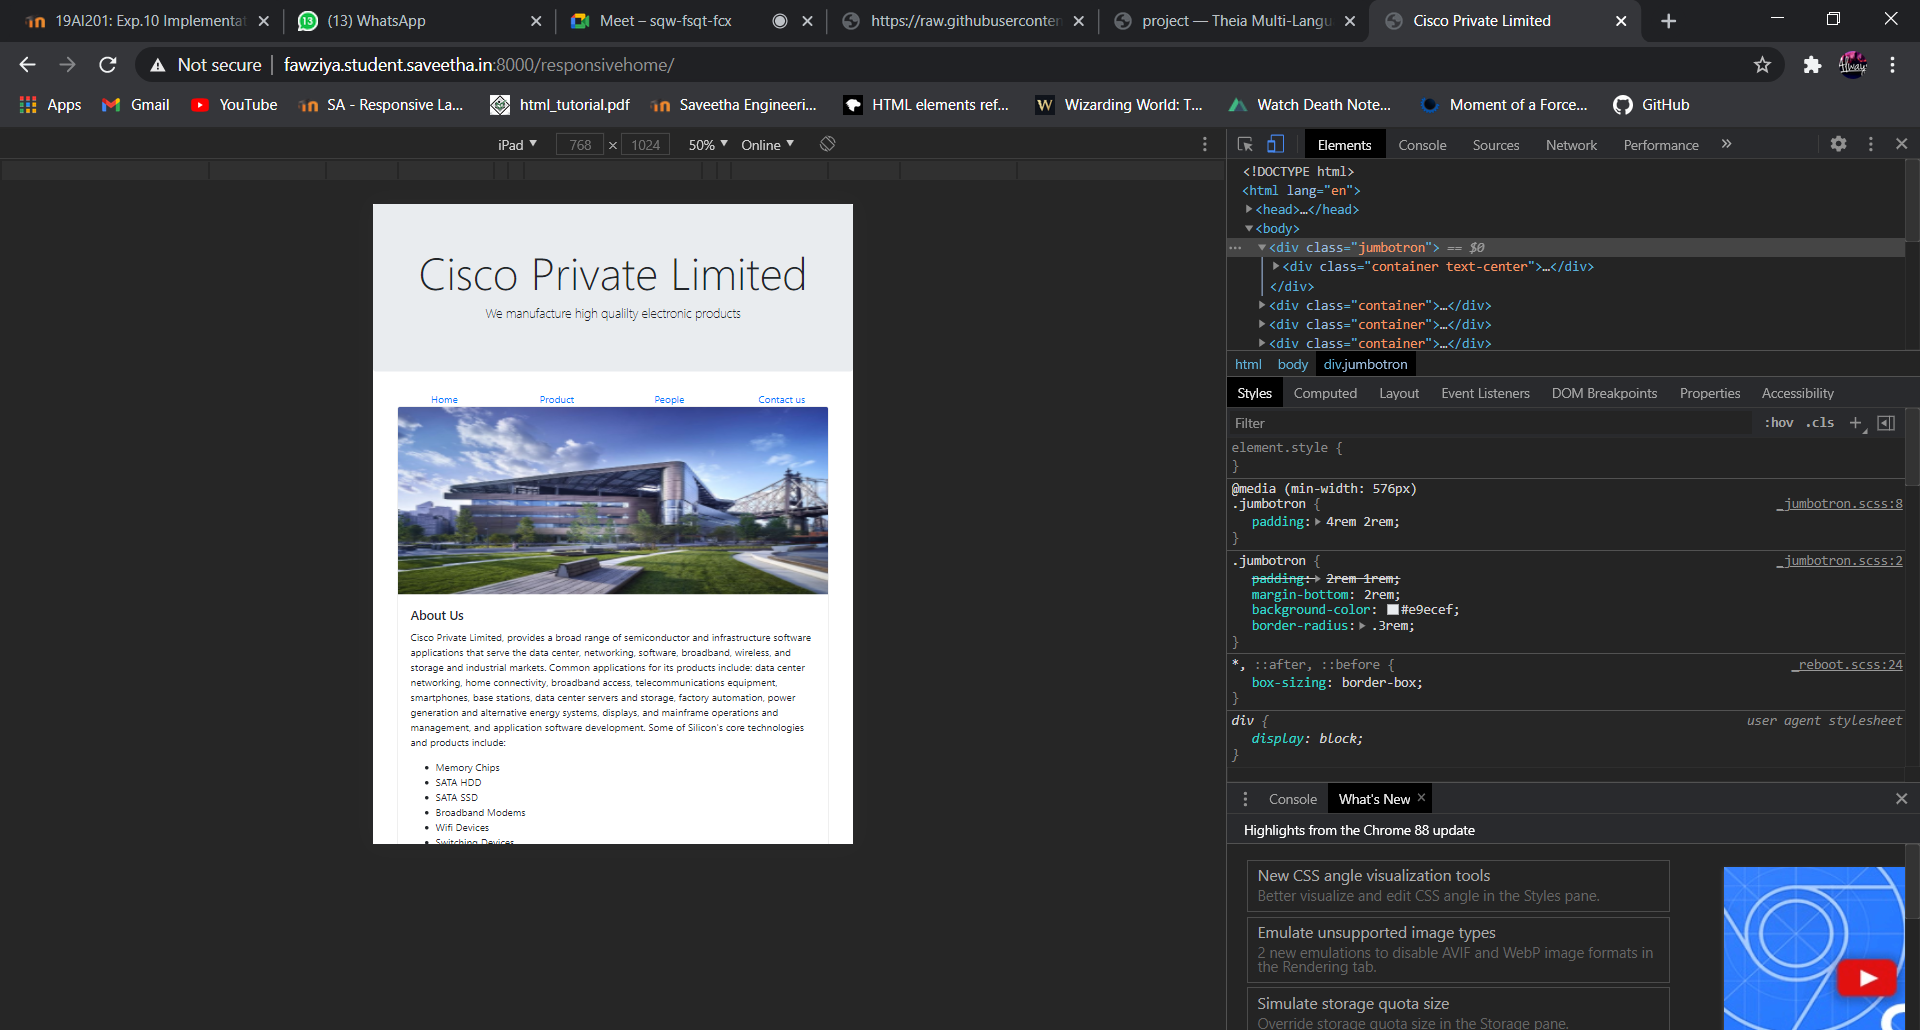 19AI201: Exp.10 Implementat
(13) WhatsApp
Meet – sqw-fsqt-fcx
https://raw.githubuserconten
project — Theia Multi-Langu
Cisco Private Limited
Not secure | fawziya.student.saveetha.in:8000/responsivehome/
Apps
Gmail
YouTube
SA - Responsive La...
html_tutorial.pdf
Saveetha Engineeri...
HTML elements ref...
Wizarding World: T...
Watch Death Note...
Moment of a Force...
GitHub
iPad
768 × 1024
50%
Online
Cisco Private Limited
We manufacture high qualilty electronic products
Home
Product
People
Contact us
About Us
Cisco Private Limited, provides a broad range of semiconductor and infrastructure software
applications that serve the data center, networking, software, broadband, wireless, and
storage and industrial markets. Common applications for its products include: data center
networking, home connectivity, broadband access, telecommunications equipment,
smartphones, base stations, data center servers and storage, factory automation, power
generation and alternative energy systems, displays, and mainframe operations and
management, and application software development. Some of Silicon's core technologies
and products include:
Memory Chips
SATA HDD
SATA SSD
Broadband Modems
Wifi Devices
Switching Devices
Elements
Console
Sources
Network
Performance
<!DOCTYPE html>
<html lang="en">
<head>…</head>
<body>
<div class="jumbotron"> == $0
<div class="container text-center">…</div>
</div>
<div class="container">…</div>
<div class="container">…</div>
<div class="container">…</div>
html
body
div.jumbotron
Styles
Computed
Layout
Event Listeners
DOM Breakpoints
Properties
Accessibility
Filter
:hov .cls +
element.style {
}
@media (min-width: 576px)
.jumbotron { _jumbotron.scss:8
padding: 4rem 2rem;
}
.jumbotron { _jumbotron.scss:2
padding: 2rem 1rem;
margin-bottom: 2rem;
background-color: #e9ecef;
border-radius: .3rem;
}
*, ::after, ::before { _reboot.scss:24
box-sizing: border-box;
}
div { user agent stylesheet
display: block;
}
Console
What's New
Highlights from the Chrome 88 update
New CSS angle visualization tools
Better visualize and edit CSS angle in the Styles pane.
Emulate unsupported image types
2 new emulations to disable AVIF and WebP image formats in
the Rendering tab.
Simulate storage quota size
Override storage quota size in the Storage pane.